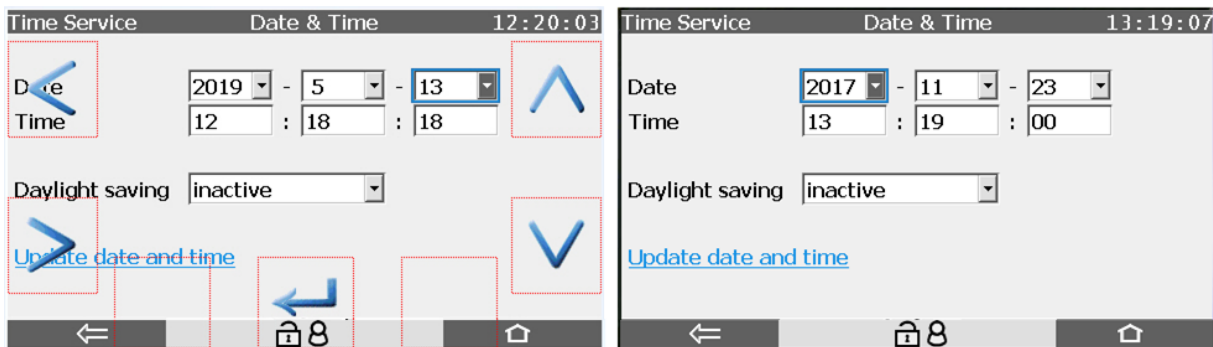 Time Service Date & Time 12:20:03
Date 2019 - 5 - 13
Time 12 : 18 : 18
Daylight saving inactive
Update date and time
8
Time Service Date & Time 13:19:07
Date 2017 - 11 - 23
Time 13 : 19 : 00
Daylight saving inactive
Update date and time
8